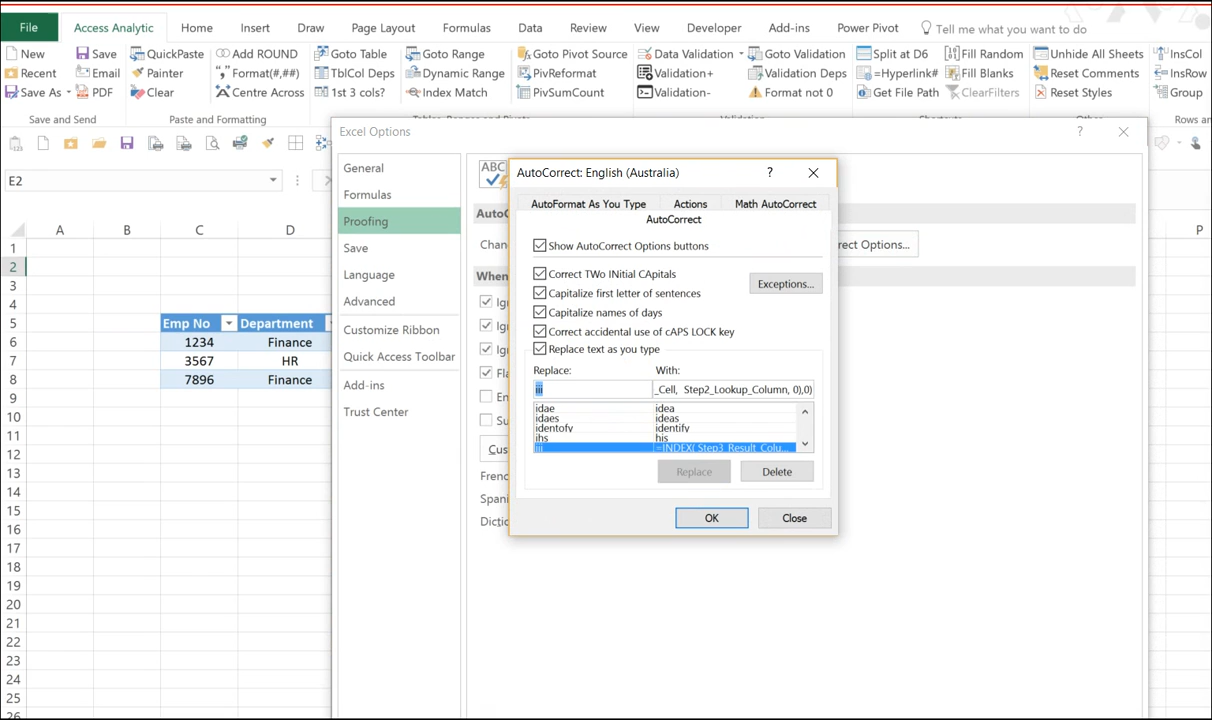 File Access Analytic Home Insert Draw Page Layout Formulas Data Review View Developer Add-ins Power Pivot Tell me what you want to do
New Save QuickPaste Add ROUND Goto Table Goto Range Goto Pivot Source Data Validation Goto Validation Split at D6 Fill Random Unhide All Sheets InsCol
Recent Email Painter Format(#,##) TblCol Deps Dynamic Range PivReformat Validation+ Validation Deps =Hyperlink# Fill Blanks Reset Comments InsRow
Save As PDF Clear Centre Across 1st 3 cols? Index Match PivSumCount Validation- Format not 0 Get File Path ClearFilters Reset Styles Group
Save and Send Paste and Formatting
Excel Options ?
E2
General
Formulas
Proofing
Save
Language
Advanced
Customize Ribbon
Quick Access Toolbar
Add-ins
Trust Center
ABC
AutoCorrect: English (Australia) ?
AutoFormat As You Type Actions Math AutoCorrect
AutoCorrect
Show AutoCorrect Options buttons
rect Options...
Correct TWo INitial CApitals
Exceptions...
Capitalize first letter of sentences
Capitalize names of days
Correct accidental use of cAPS LOCK key
Replace text as you type
Replace: With:
iii _Cell, Step2_Lookup_Column, 0),0)
idae idea
idaes ideas
identofy identify
ihs his
iii =INDEX( Step3_Result_Colu...
Replace Delete
OK Close
When
Cus
Frenc
Spani
Dictio
A B C D P
1
2
3
4
5 Emp No Department
6 1234 Finance
7 3567 HR
8 7896 Finance
9
10
11
12
13
14
15
16
17
18
19
20
21
22
23
24
25
26